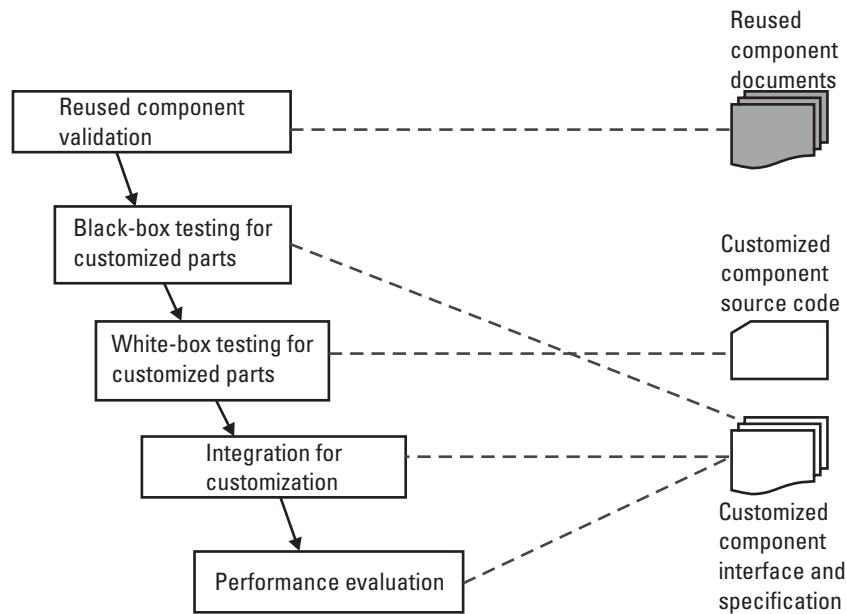 Reused
component
documents
Reused component
validation
Black-box testing for
customized parts
Customized
component
source code
White-box testing for
customized parts
Integration for
customization
Customized
component
interface and
specification
Performance evaluation